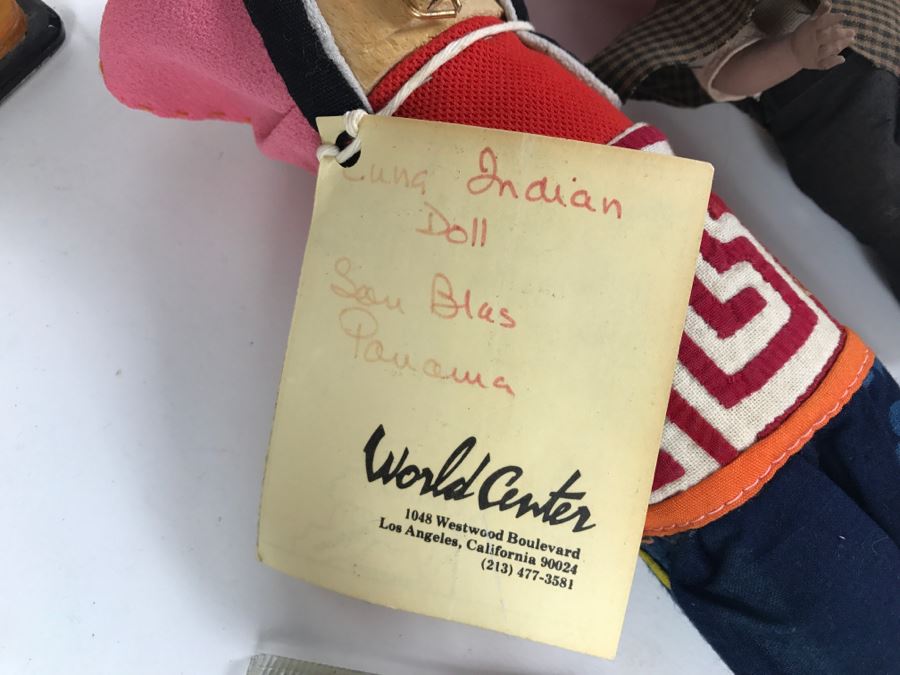 Cuna Indian
Doll
San Blas
Panama
World Center
1048 Westwood Boulevard
Los Angeles, California 90024
(213) 477-3581